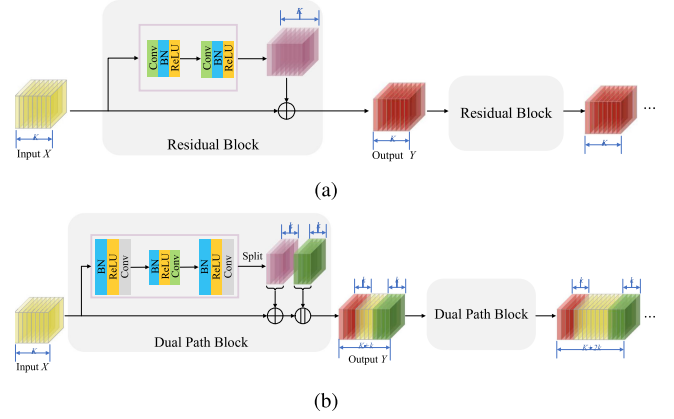 K
Conv
BN
ReLU
Conv
BN
ReLU
K
Input X
Residual Block
K
Output Y
Residual Block
K
...
(a)
BN
ReLU
Conv
BN
ReLU
Conv
BN
ReLU
Conv
Split
K
Input X
Dual Path Block
K+k
Output Y
Dual Path Block
K+2k
...
(b)